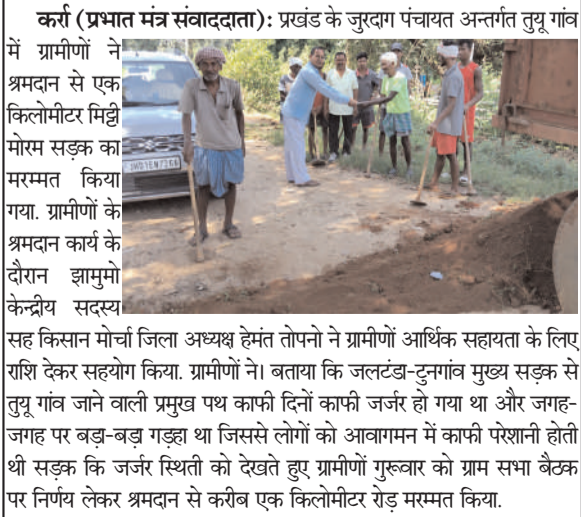 कर्रा (प्रभात मंत्र संवाददाता): प्रखंड के जुरदाग पंचायत अन्तर्गत तुयू गांव
में ग्रामीणों ने
श्रमदान से एक
किलोमीटर मिट्टी
मोरम सड़क का
मरम्मत किया
गया. ग्रामीणों के
श्रमदान कार्य के
दौरान झामुमो
केन्द्रीय सदस्य
सह किसान मोर्चा जिला अध्यक्ष हेमंत तोपनो ने ग्रामीणों आर्थिक सहायता के लिए
राशि देकर सहयोग किया. ग्रामीणों ने। बताया कि जलटंडा-टुनगांव मुख्य सड़क से
तुयू गांव जाने वाली प्रमुख पथ काफी दिनों काफी जर्जर हो गया था और जगह-
जगह पर बड़ा-बड़ा गड़हा था जिससे लोगों को आवागमन में काफी परेशानी होती
थी सड़क कि जर्जर स्थिती को देखते हुए ग्रामीणों गुरूवार को ग्राम सभा बैठक
पर निर्णय लेकर श्रमदान से करीब एक किलोमीटर रोड़ मरम्मत किया.